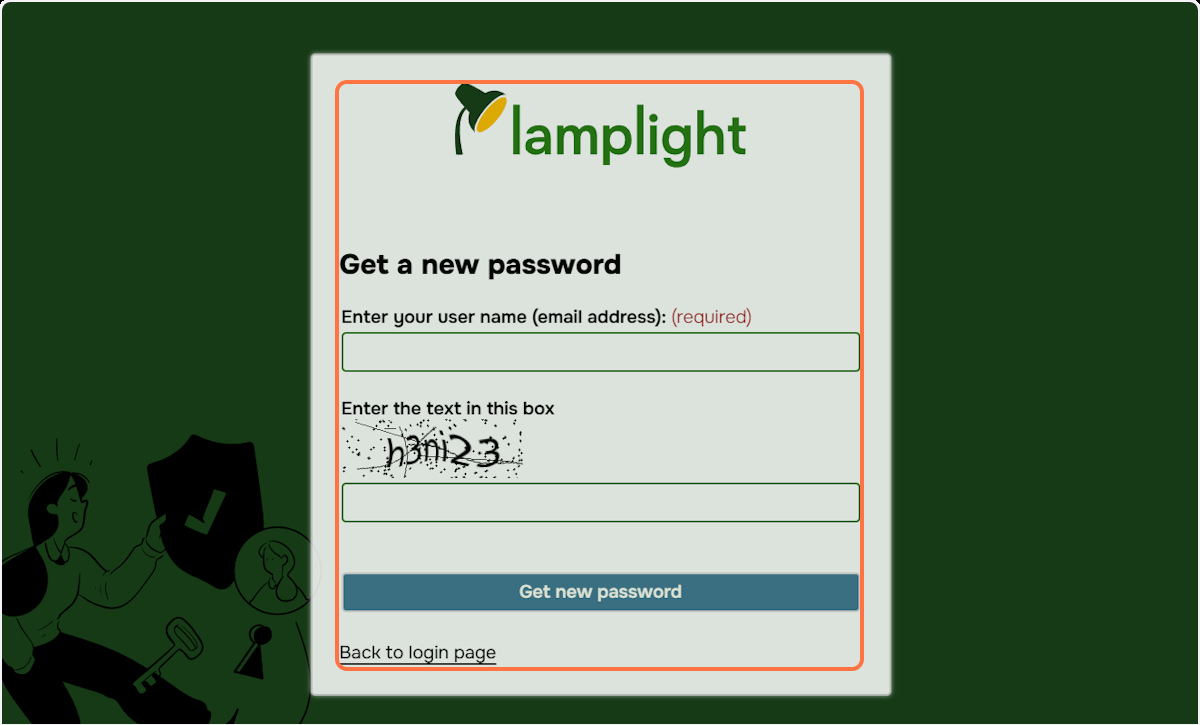 lamplight
Get a new password
Enter your user name (email address): (required)
Enter the text in this box
h3ni23
Get new password
Back to login page